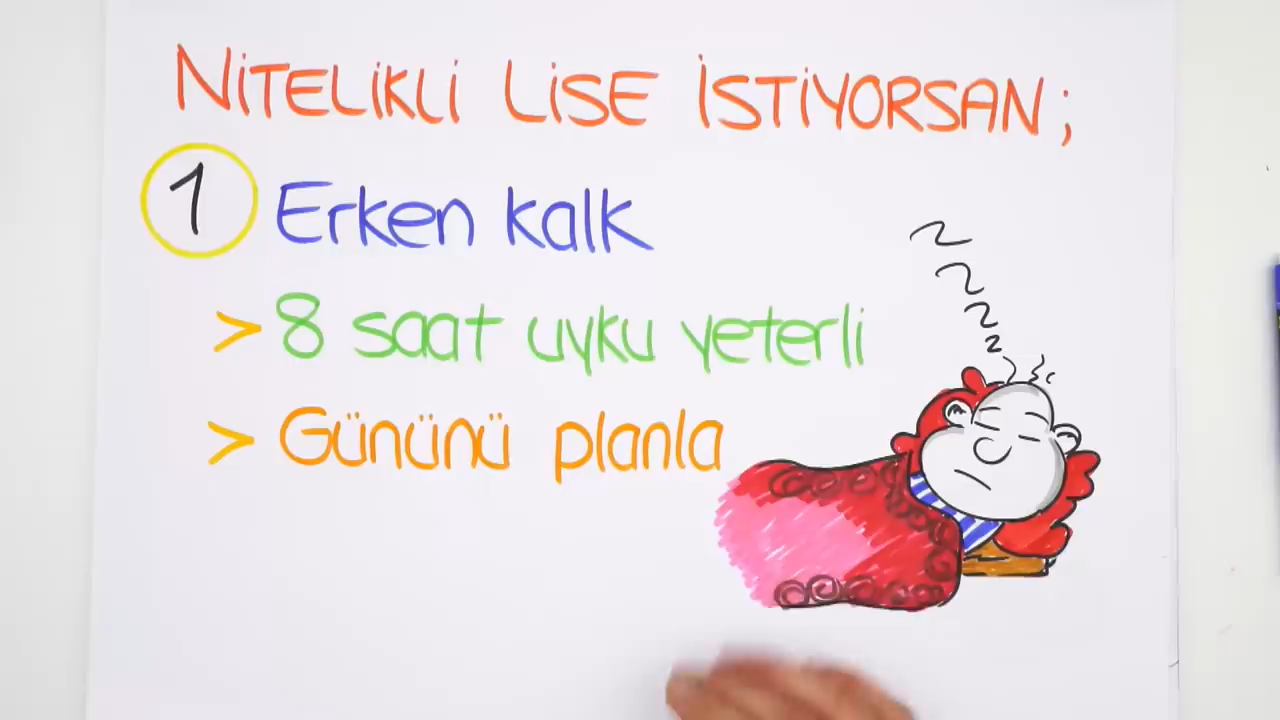 NİTELİKLİ LİSE İSTİYORSAN;
1 Erken kalk
> 8 saat uyku yeterli
> Gününü planla
z
z
z
z